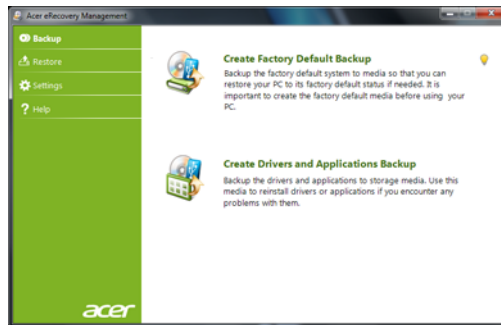 Acer eRecovery Management
Backup
Restore
Settings
Help
Create Factory Default Backup
Backup the factory default system to media so that you can
restore your PC to its factory default status if needed. It is
important to create the factory default media before using your
PC.
Create Drivers and Applications Backup
Backup the drivers and applications to storage media. Use this
media to reinstall drivers or applications if you encounter any
problems with them.
acer